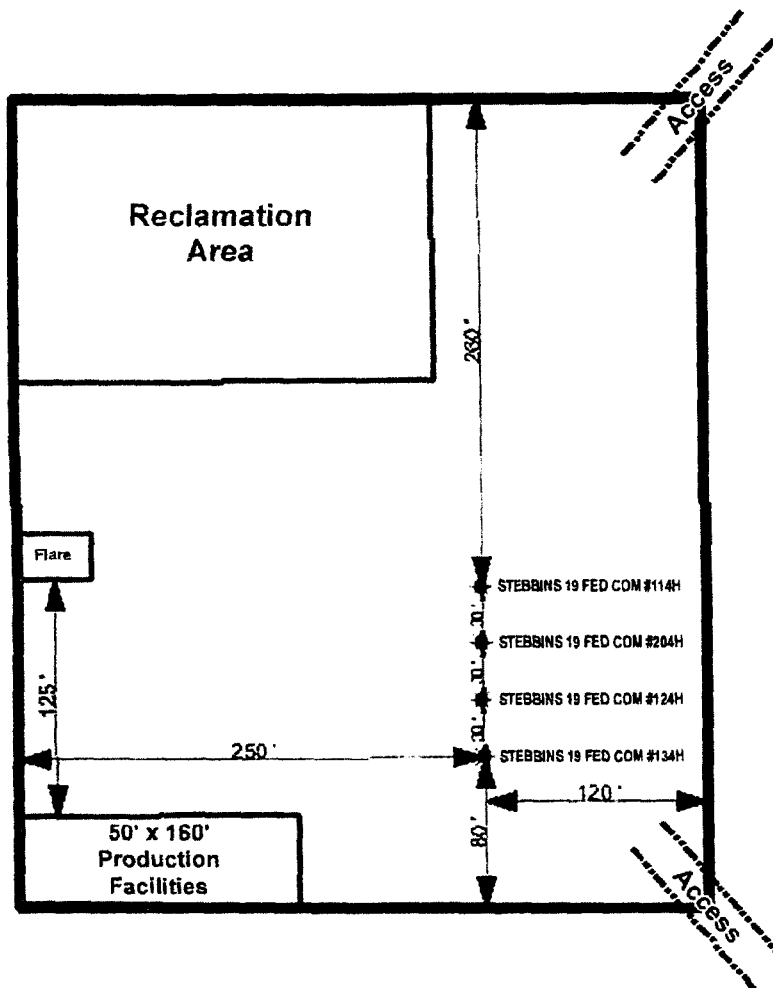 Access
Reclamation
Area
260'
Flare
STEBBINS 19 FED COM #114H
30'
STEBBINS 19 FED COM #204H
30'
STEBBINS 19 FED COM #124H
30'
STEBBINS 19 FED COM #134H
125'
250'
120'
80'
50' x 160'
Production
Facilities
Access